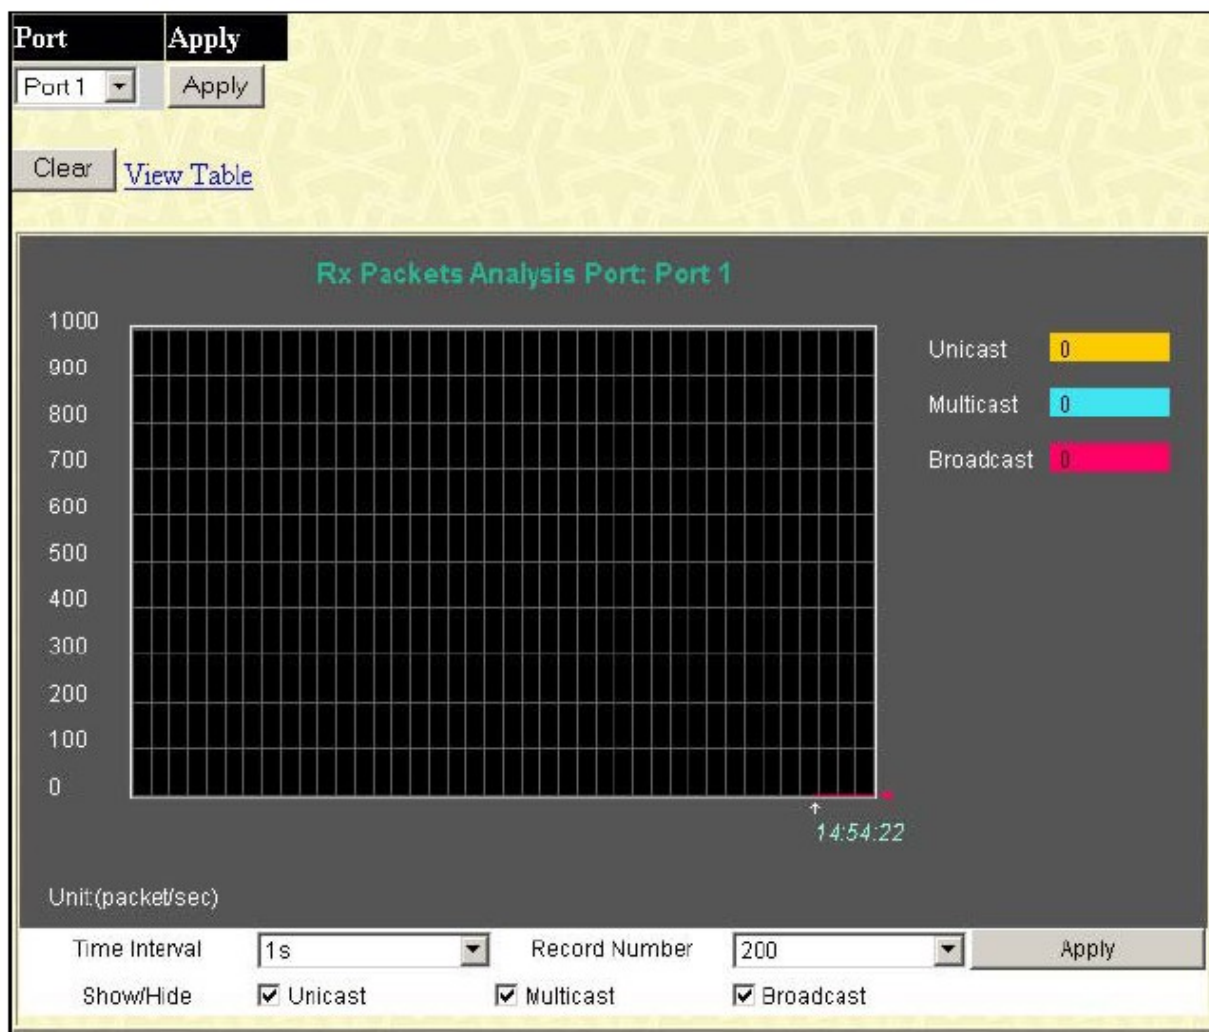 Port Apply
Port 1 Apply
Clear View Table
Rx Packets Analysis Port: Port 1
1000
900
800
700
600
500
400
300
200
100
0
Unicast 0
Multicast 0
Broadcast 0
14:54:22
Unit:(packet/sec)
Time Interval 1s Record Number 200 Apply
Show/Hide Unicast Multicast Broadcast